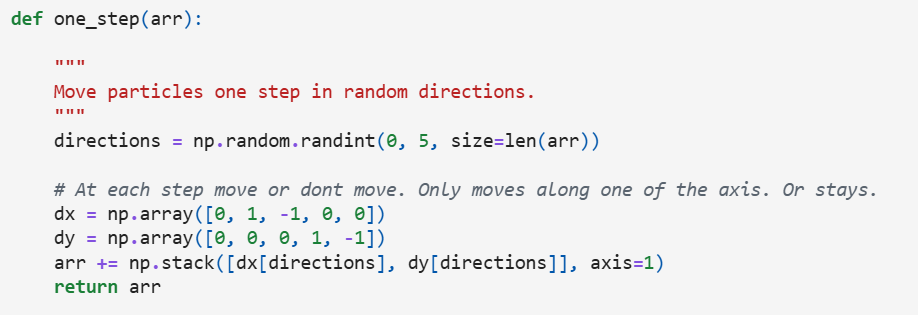 def one_step(arr):
"""
Move particles one step in random directions.
"""
directions = np.random.randint(0, 5, size=len(arr))
# At each step move or dont move. Only moves along one of the axis. Or stays.
dx = np.array([0, 1, -1, 0, 0])
dy = np.array([0, 0, 0, 1, -1])
arr += np.stack([dx[directions], dy[directions]], axis=1)
return arr